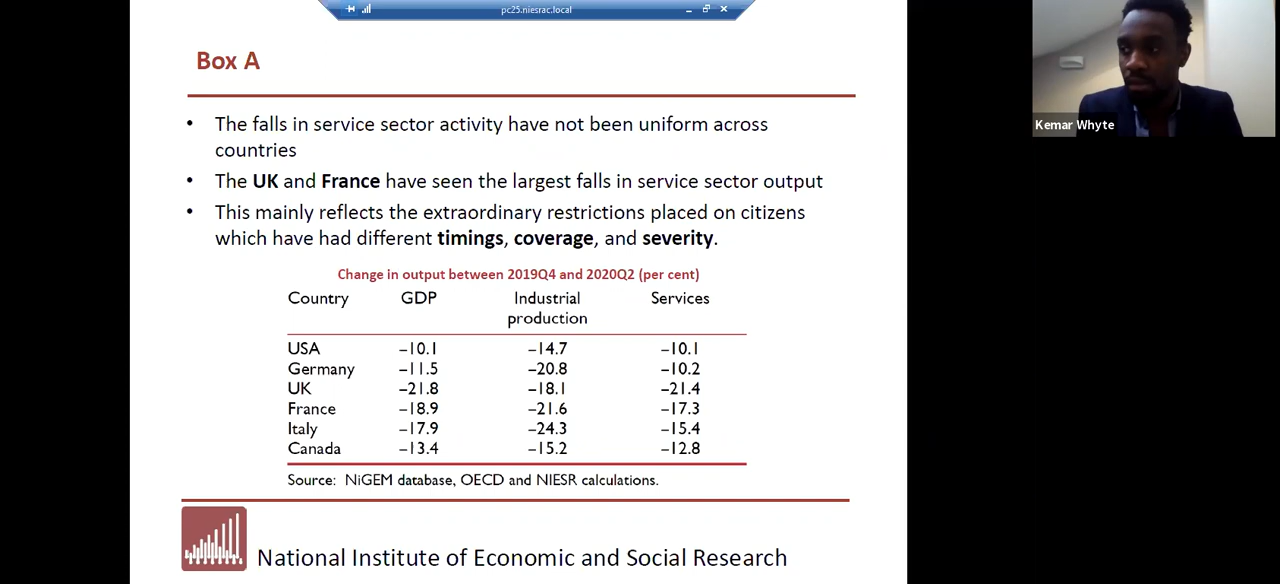 pc25.niesrac.local
Box A
• The falls in service sector activity have not been uniform across
countries
• The UK and France have seen the largest falls in service sector output
• This mainly reflects the extraordinary restrictions placed on citizens
which have had different timings, coverage, and severity.
Change in output between 2019Q4 and 2020Q2 (per cent)
Country GDP Industrial Services
production
USA –10.1 –14.7 –10.1
Germany –11.5 –20.8 –10.2
UK –21.8 –18.1 –21.4
France –18.9 –21.6 –17.3
Italy –17.9 –24.3 –15.4
Canada –13.4 –15.2 –12.8
Source: NiGEM database, OECD and NIESR calculations.
National Institute of Economic and Social Research
Kemar Whyte